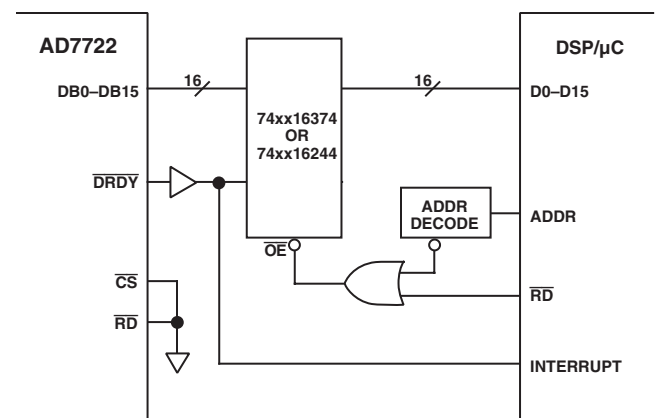 AD7722
DSP/µC
DB0–DB15
16
16
D0–D15
74xx16374
OR
74xx16244
DRDY
ADDR
DECODE
ADDR
OE
CS
RD
RD
INTERRUPT